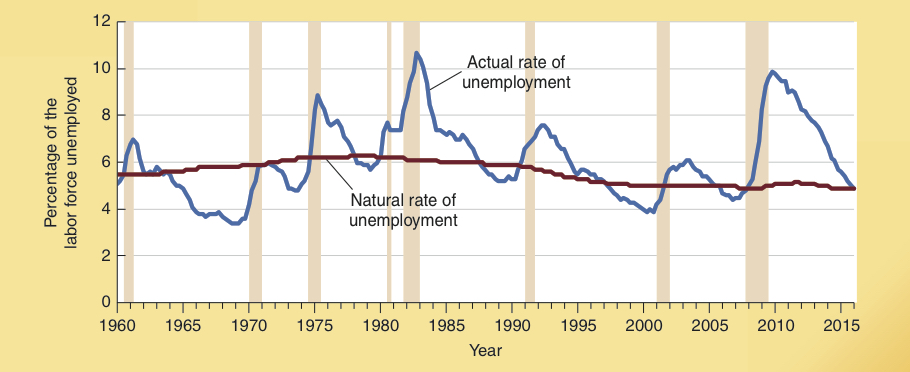 Percentage of the
labor force unemployed
12
10
8
6
4
2
0
Actual rate of
unemployment
Natural rate of
unemployment
1960 1965 1970 1975 1980 1985 1990 1995 2000 2005 2010 2015
Year